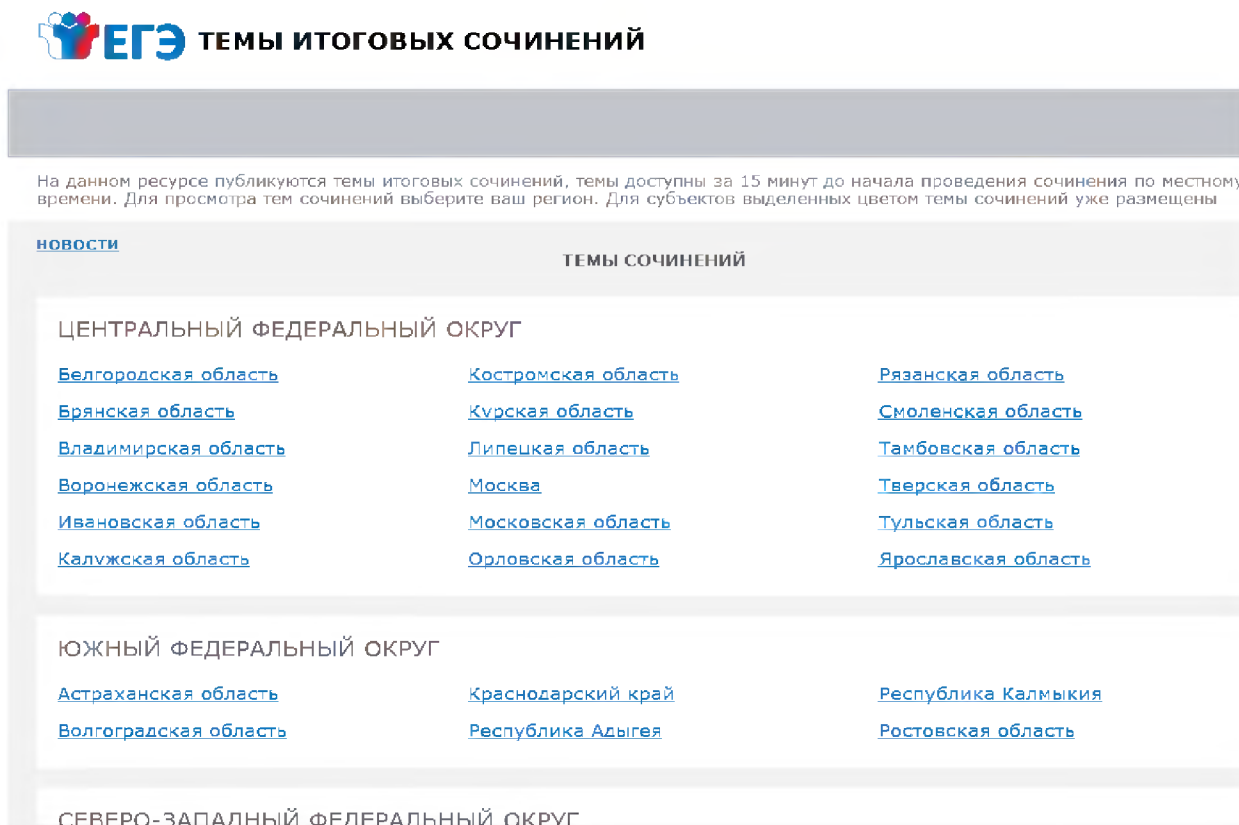 ЕГЭ ТЕМЫ ИТОГОВЫХ СОЧИНЕНИЙ
На данном ресурсе публикуются темы итоговых сочинений, темы доступны за 15 минут до начала проведения сочинения по местному
времени. Для просмотра тем сочинений выберите ваш регион. Для субъектов выделенных цветом темы сочинений уже размещены
НОВОСТИ
ТЕМЫ СОЧИНЕНИЙ
ЦЕНТРАЛЬНЫЙ ФЕДЕРАЛЬНЫЙ ОКРУГ
Белгородская область Костромская область Рязанская область
Брянская область Курская область Смоленская область
Владимирская область Липецкая область Тамбовская область
Воронежская область Москва Тверская область
Ивановская область Московская область Тульская область
Калужская область Орловская область Ярославская область
ЮЖНЫЙ ФЕДЕРАЛЬНЫЙ ОКРУГ
Астраханская область Краснодарский край Республика Калмыкия
Волгоградская область Республика Адыгея Ростовская область
СЕВЕРО-ЗАПАДНЫЙ ФЕДЕРАЛЬНЫЙ ОКРУГ